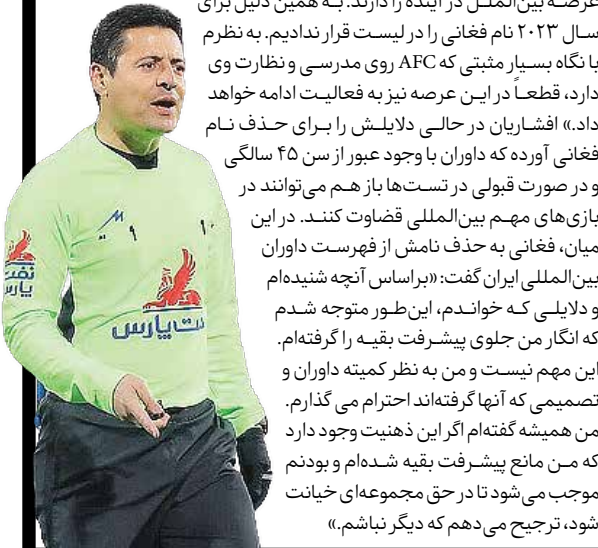 عرصه بین‌الملل در آینده را دارند. به همین دلیل برای
سال ۲۰۲۳ نام فغانی را در لیست قرار ندادیم. به نظرم
با نگاه بسیار مثبتی که AFC روی مدرسی و نظارت وی
دارد، قطعاً در این عرصه نیز به فعالیت ادامه خواهد
داد.» افشاریان در حالی دلایلش را برای حذف نام
فغانی آورده که داوران با وجود عبور از سن ۴۵ سالگی
و در صورت قبولی در تست‌ها باز هم می‌توانند در
بازی‌های مهم بین‌المللی قضاوت کنند. در این
میان، فغانی به حذف نامش از فهرست داوران
بین‌المللی ایران گفت: «براساس آنچه شنیده‌ام
و دلایلی که خواندم، این‌طور متوجه شدم
که انگار من جلوی پیشرفت بقیه را گرفته‌ام.
این مهم نیست و من به نظر کمیته داوران و
تصمیمی که آنها گرفته‌اند احترام می گذارم.
من همیشه گفته‌ام اگر این ذهنیت وجود دارد
که من مانع پیشرفت بقیه شده‌ام و بودنم
موجب می‌شود تا در حق مجموعه‌ای خیانت
شود، ترجیح می‌دهم که دیگر نباشم.»
نفت
پارس
نفت پارس